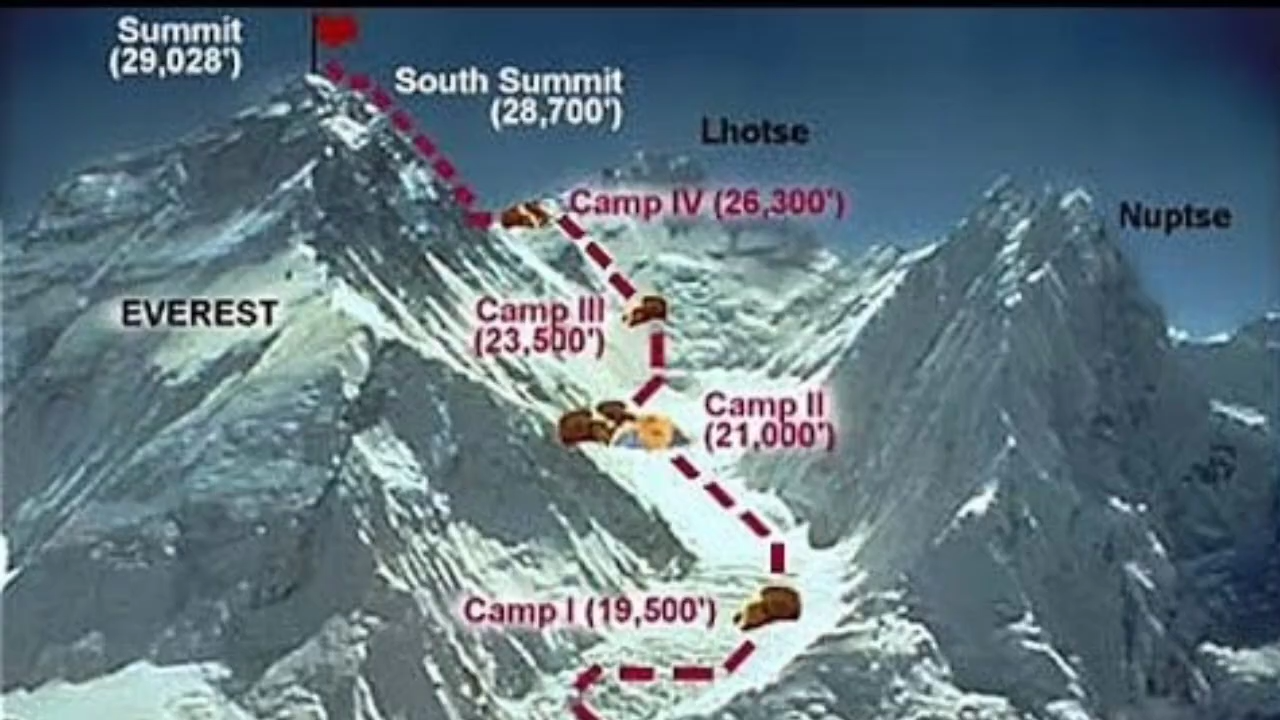 Summit
(29,028')
South Summit
(28,700')
Lhotse
Camp IV (26,300')
Nuptse
EVEREST
Camp III
(23,500')
Camp II
(21,000')
Camp I (19,500')